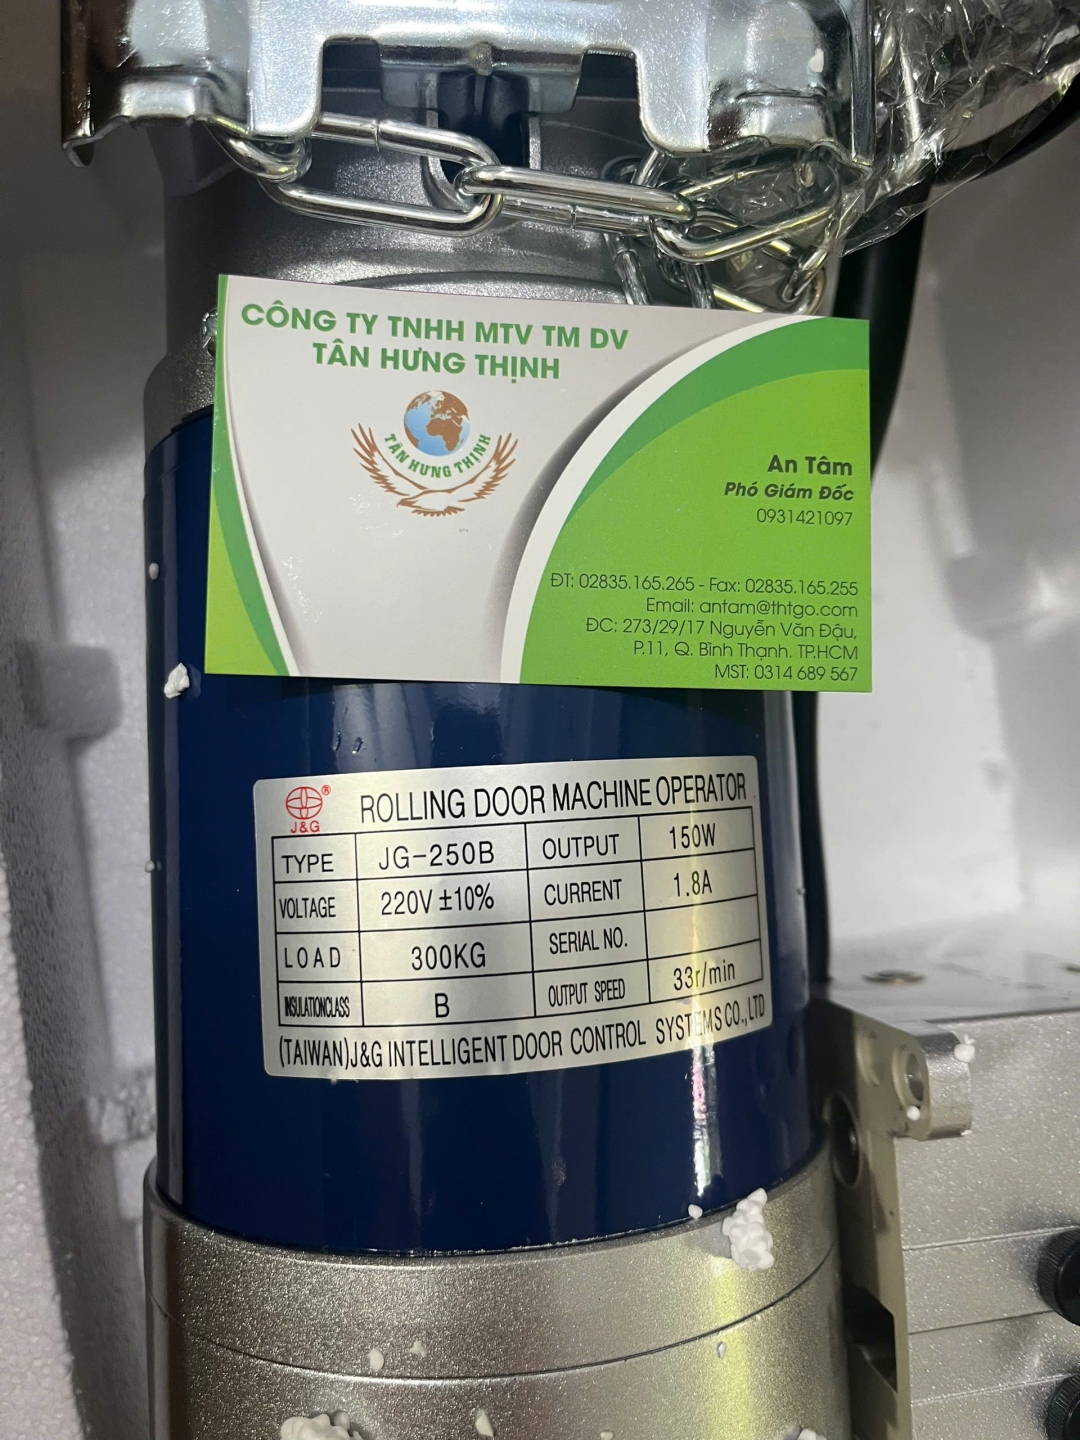 CÔNG TY TNHH MTV TM DV
TÂN HƯNG THỊNH
TÂN HƯNG THỊNH
An Tâm
Phó Giám Đốc
0931421097
ĐT: 02835.165.265 - Fax: 02835.165.255
Email: antam@thtgo.com
ĐC: 273/29/17 Nguyễn Văn Đậu,
P.11, Q. Bình Thạnh. TP.HCM
MST: 0314 689 567
J&G ® ROLLING DOOR MACHINE OPERATOR
TYPE JG-250B OUTPUT 150W
VOLTAGE 220V ±10% CURRENT 1.8A
LOAD 300KG SERIAL NO.
INSULATIONCLASS B OUTPUT SPEED 33r/min
(TAIWAN)J&G INTELLIGENT DOOR CONTROL SYSTEMS CO.,LTD